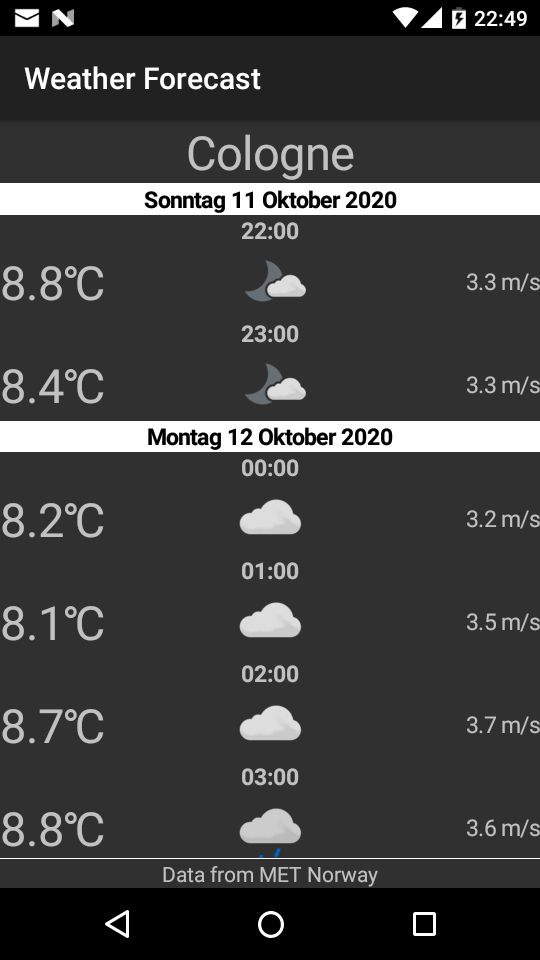 22:49
Weather Forecast
Cologne
Sonntag 11 Oktober 2020
22:00
8.8°C 3.3 m/s
23:00
8.4°C 3.3 m/s
Montag 12 Oktober 2020
00:00
8.2°C 3.2 m/s
01:00
8.1°C 3.5 m/s
02:00
8.7°C 3.7 m/s
03:00
8.8°C 3.6 m/s
Data from MET Norway